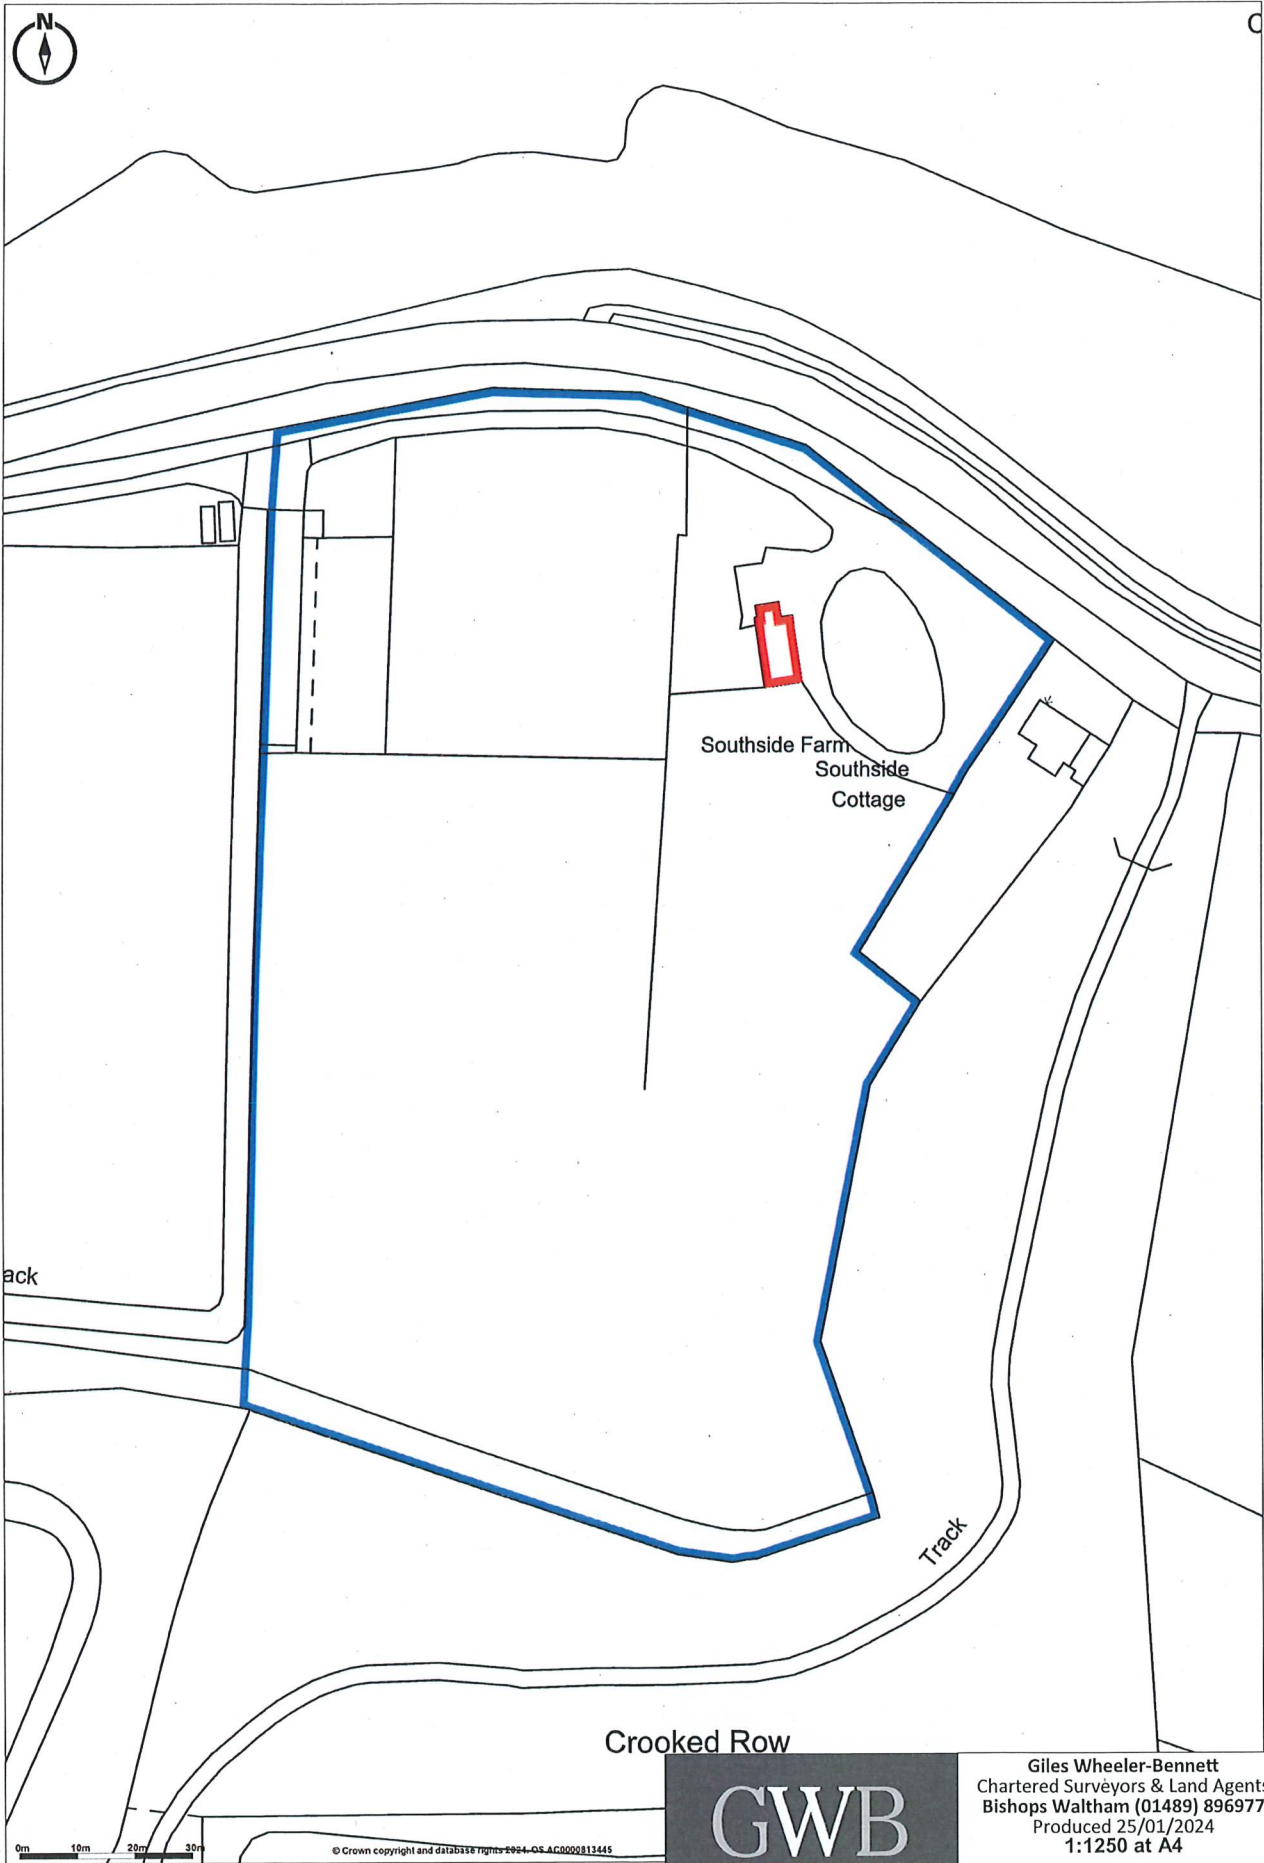 N
Southside Farm
Southside
Cottage
ack
Track
Crooked Row
GWB
Giles Wheeler-Bennett
Chartered Surveyors & Land Agents
Bishops Waltham (01489) 896977
Produced 25/01/2024
1:1250 at A4
0m 10m 20m 30m
© Crown copyright and database rights 2024. OS AC0000813445